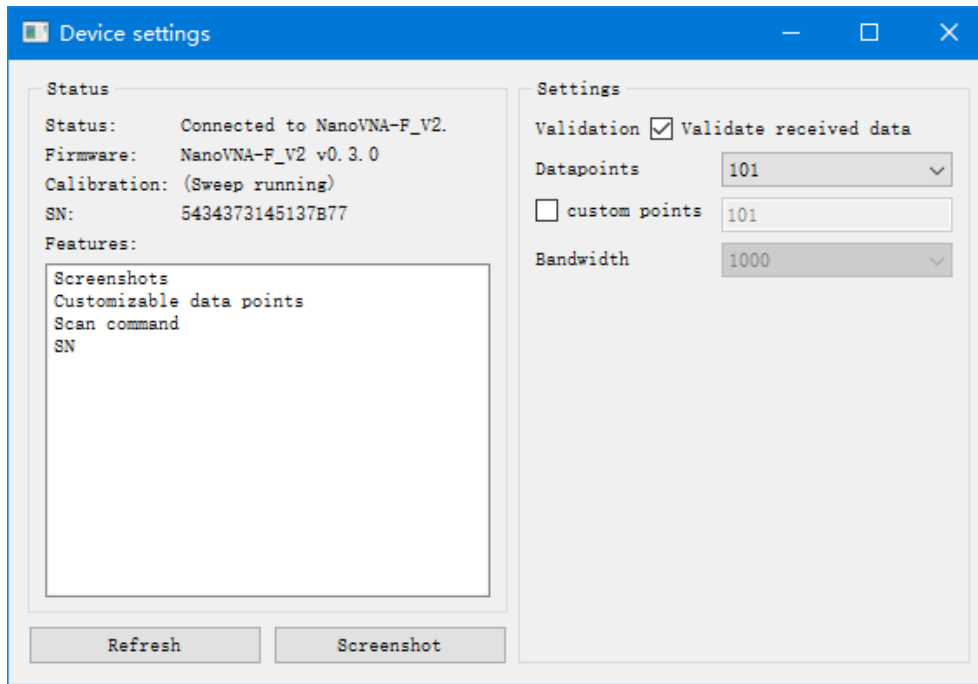 Device settings
Status
Status: Connected to NanoVNA-F_V2.
Firmware: NanoVNA-F_V2 v0.3.0
Calibration: (Sweep running)
SN: 5434373145137B77
Features:
Screenshots
Customizable data points
Scan command
SN
Refresh
Screenshot
Settings
Validation Validate received data
Datapoints 101
custom points 101
Bandwidth 1000